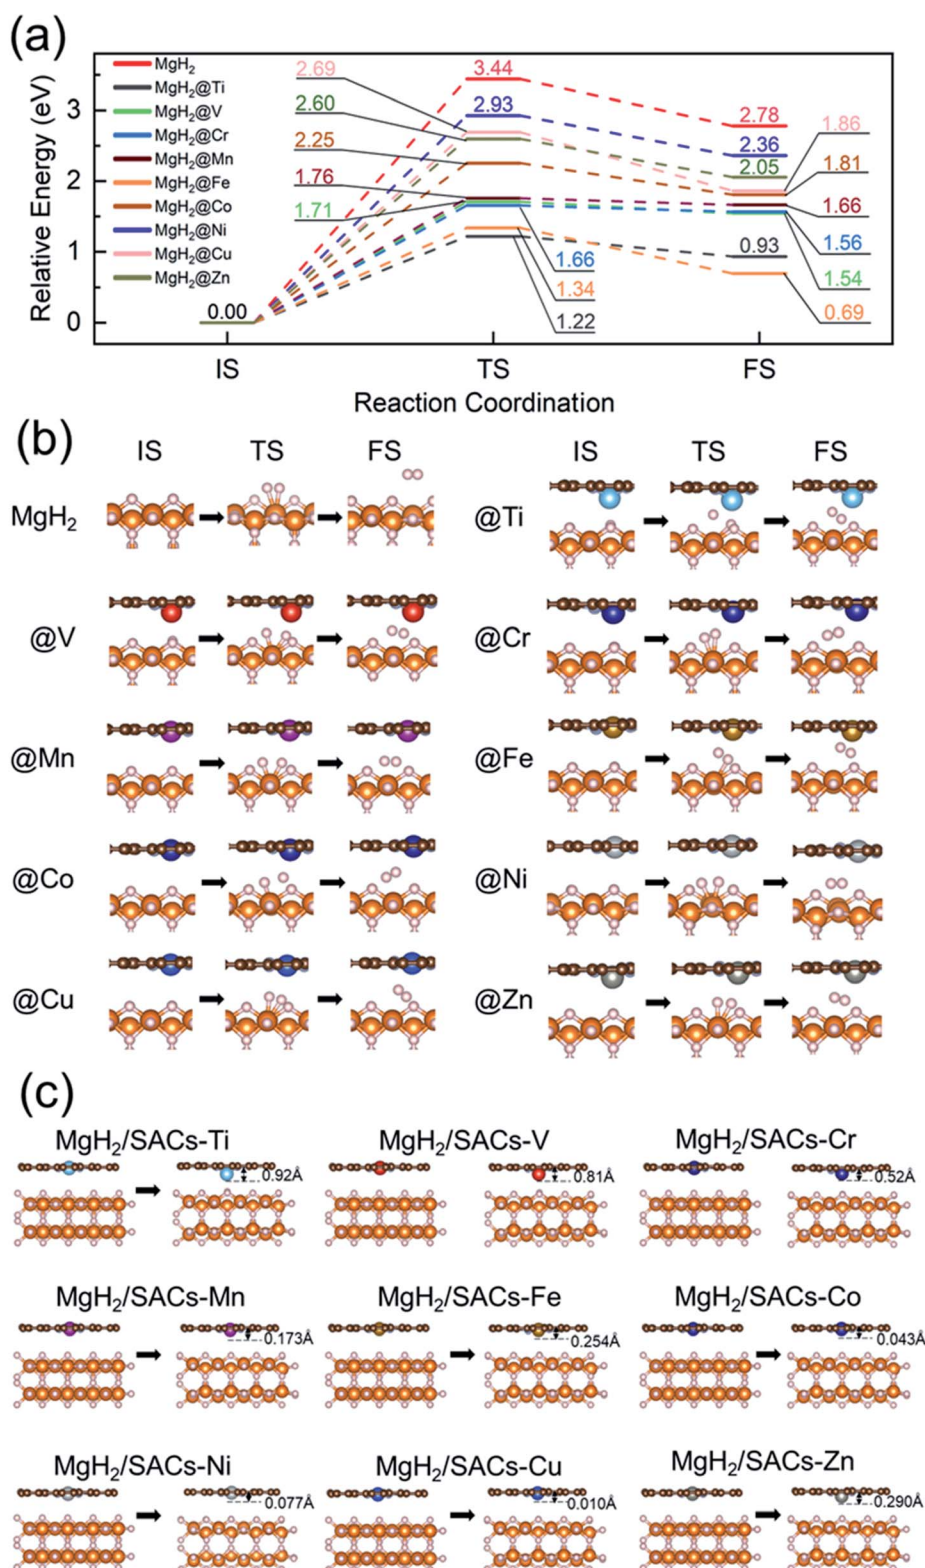 (a)
Relative Energy (eV)
3
2
1
0
MgH2
MgH2@Ti
MgH2@V
MgH2@Cr
MgH2@Mn
MgH2@Fe
MgH2@Co
MgH2@Ni
MgH2@Cu
MgH2@Zn
0.00
2.69
2.60
2.25
1.76
1.71
3.44
2.93
1.66
1.34
1.22
2.78
2.36
2.05
0.93
1.86
1.81
1.66
1.56
1.54
0.69
IS TS FS
Reaction Coordination
(b)
IS TS FS IS TS FS
MgH2 @Ti
@V @Cr
@Mn @Fe
@Co @Ni
@Cu @Zn
(c)
MgH2/SACs-Ti MgH2/SACs-V MgH2/SACs-Cr
0.92Å 0.81Å 0.52Å
MgH2/SACs-Mn MgH2/SACs-Fe MgH2/SACs-Co
0.173Å 0.254Å 0.043Å
MgH2/SACs-Ni MgH2/SACs-Cu MgH2/SACs-Zn
0.077Å 0.010Å 0.290Å